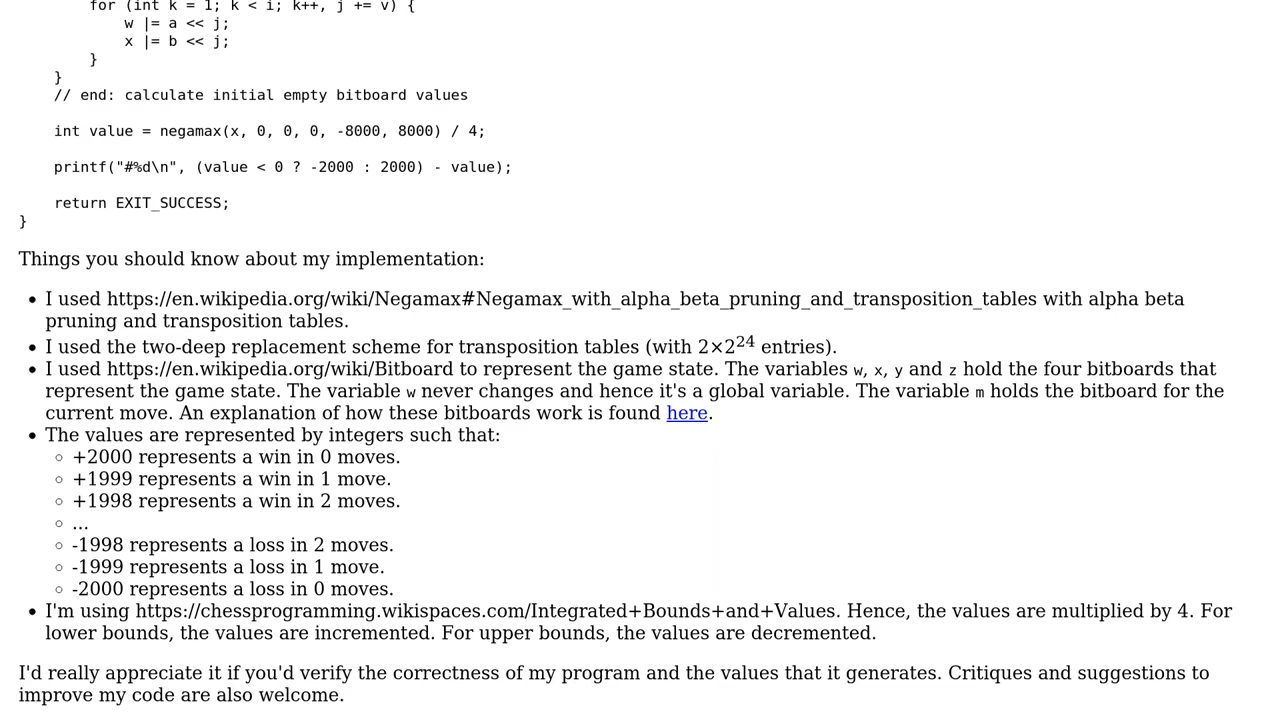 for (int k = 1; k < i; k++, j += v) {
            w |= a << j;
            x |= b << j;
        }
    }
    // end: calculate initial empty bitboard values

    int value = negamax(x, 0, 0, 0, -8000, 8000) / 4;

    printf("#%d\n", (value < 0 ? -2000 : 2000) - value);

    return EXIT_SUCCESS;
}
Things you should know about my implementation:
• I used https://en.wikipedia.org/wiki/Negamax#Negamax_with_alpha_beta_pruning_and_transposition_tables with alpha beta
pruning and transposition tables.
• I used the two-deep replacement scheme for transposition tables (with 2×2^24 entries).
• I used https://en.wikipedia.org/wiki/Bitboard to represent the game state. The variables w, x, y and z hold the four bitboards that
represent the game state. The variable w never changes and hence it's a global variable. The variable m holds the bitboard for the
current move. An explanation of how these bitboards work is found here.
• The values are represented by integers such that:
◦ +2000 represents a win in 0 moves.
◦ +1999 represents a win in 1 move.
◦ +1998 represents a win in 2 moves.
◦ ...
◦ -1998 represents a loss in 2 moves.
◦ -1999 represents a loss in 1 move.
◦ -2000 represents a loss in 0 moves.
• I'm using https://chessprogramming.wikispaces.com/Integrated+Bounds+and+Values. Hence, the values are multiplied by 4. For
lower bounds, the values are incremented. For upper bounds, the values are decremented.
I'd really appreciate it if you'd verify the correctness of my program and the values that it generates. Critiques and suggestions to
improve my code are also welcome.